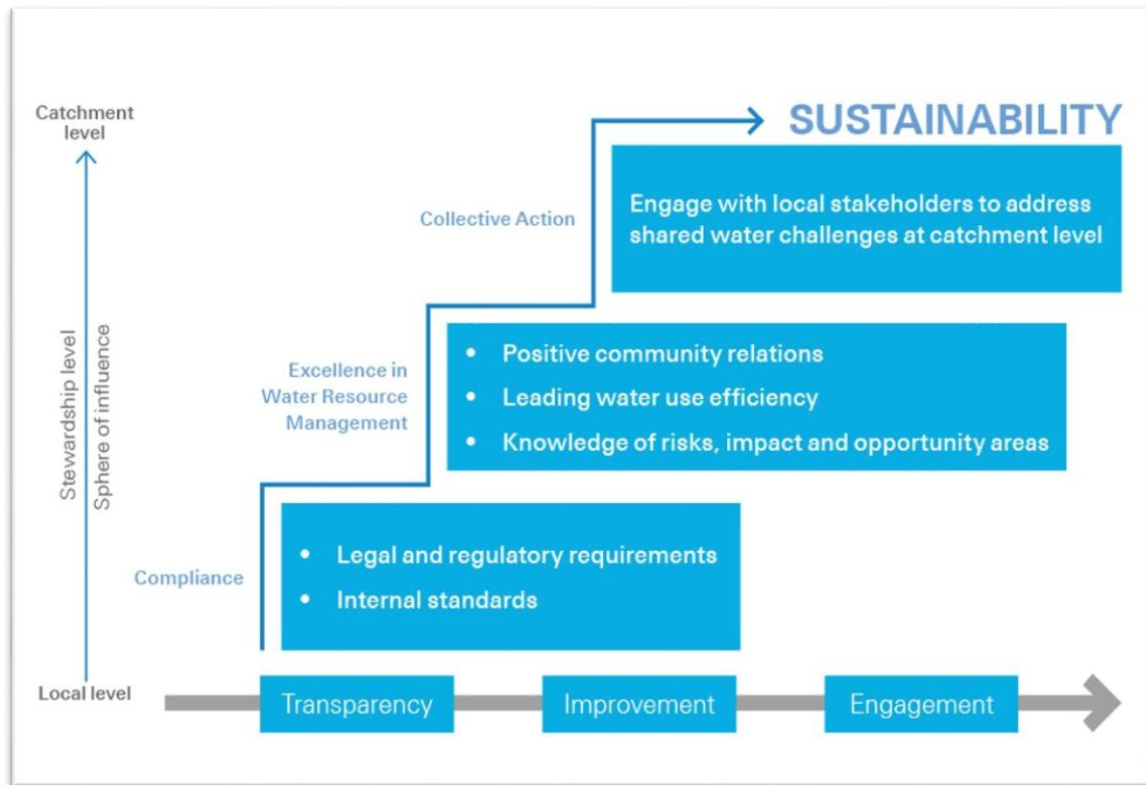 Catchment
level
SUSTAINABILITY
Collective Action
Engage with local stakeholders to address
shared water challenges at catchment level
Stewardship level
Sphere of influence
Excellence in
Water Resource
Management
• Positive community relations
• Leading water use efficiency
• Knowledge of risks, impact and opportunity areas
Compliance
• Legal and regulatory requirements
• Internal standards
Local level
Transparency
Improvement
Engagement